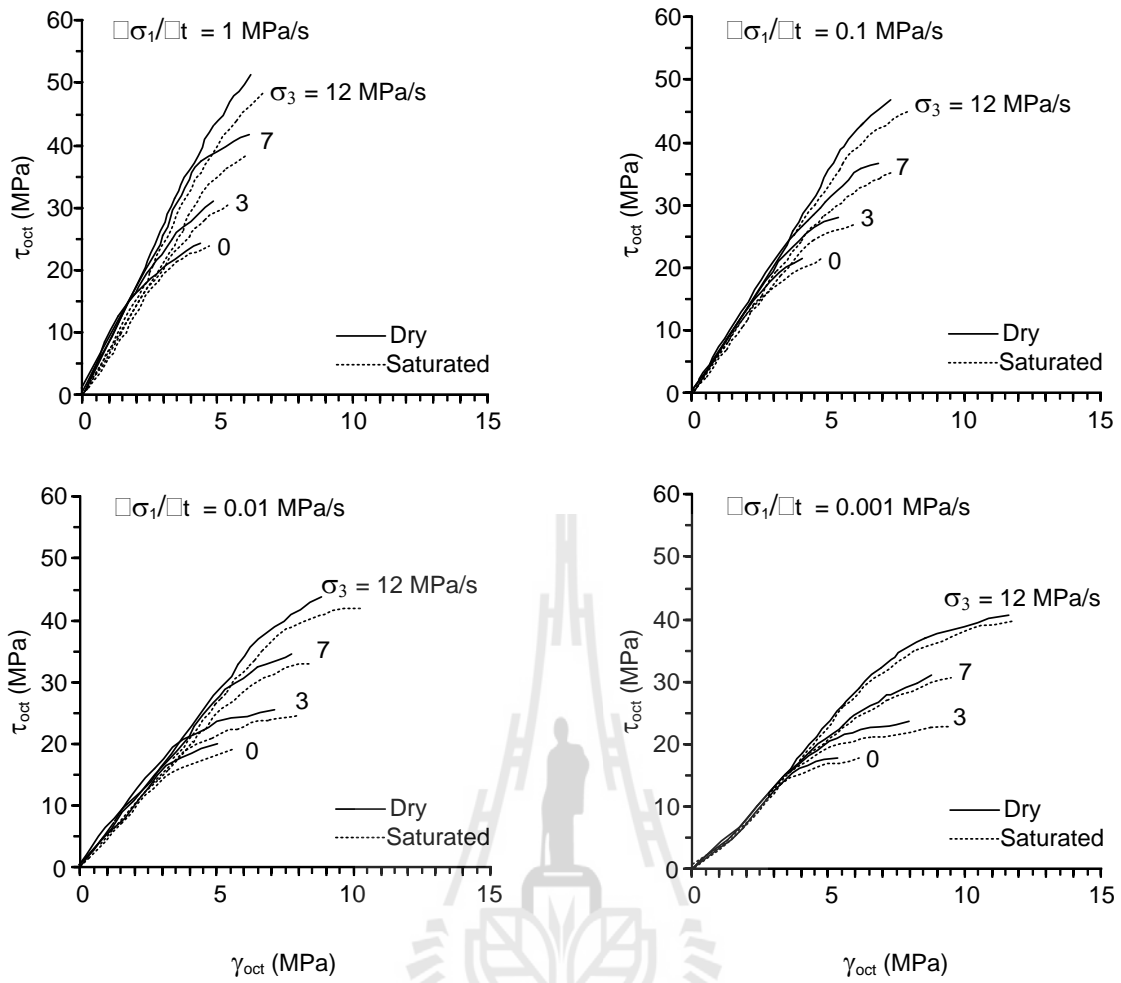 60
50
40
30
20
10
0
τoct (MPa)
□σ1/□t = 1 MPa/s
σ3 = 12 MPa/s
7
3
0
Dry
Saturated
0 5 10 15
60
50
40
30
20
10
0
τoct (MPa)
□σ1/□t = 0.1 MPa/s
σ3 = 12 MPa/s
7
3
0
Dry
Saturated
0 5 10 15
60
50
40
30
20
10
0
τoct (MPa)
□σ1/□t = 0.01 MPa/s
σ3 = 12 MPa/s
7
3
0
Dry
Saturated
0 5 10 15
γoct (MPa)
60
50
40
30
20
10
0
τoct (MPa)
□σ1/□t = 0.001 MPa/s
σ3 = 12 MPa/s
7
3
0
Dry
Saturated
0 5 10 15
γoct (MPa)